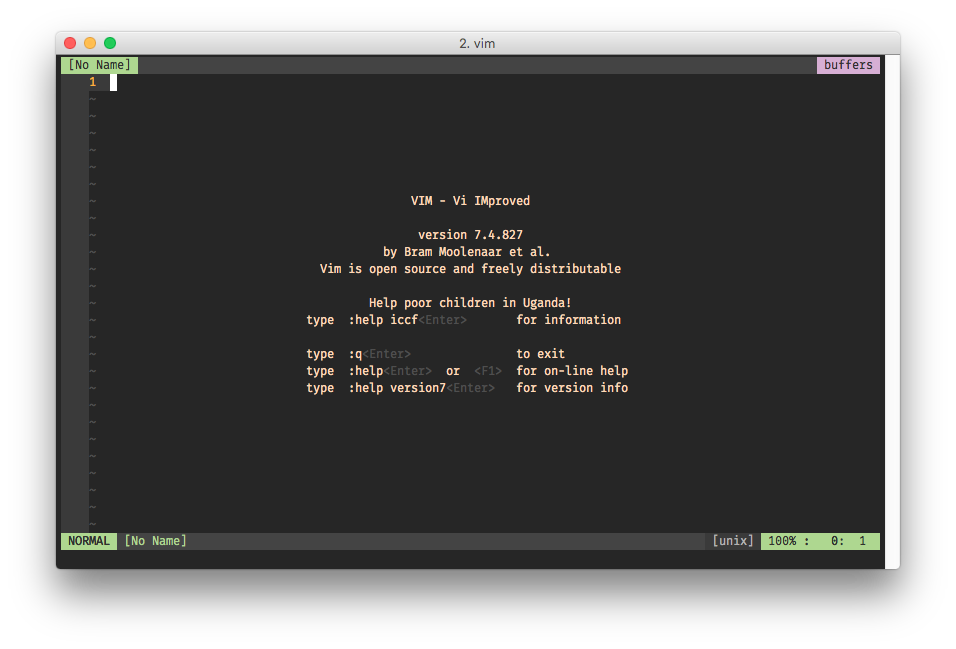 2. vim
[No Name] buffers
1
~
~
~
~
~
~
~
VIM - Vi IMproved
~
~
version 7.4.827
~
by Bram Moolenaar et al.
~
Vim is open source and freely distributable
~
~
Help poor children in Uganda!
~
type :help iccf<Enter> for information
~
~
type :q<Enter> to exit
~
type :help<Enter> or <F1> for on-line help
~
type :help version7<Enter> for version info
~
~
~
~
~
~
~
~
NORMAL [No Name] [unix] 100% : 0: 1